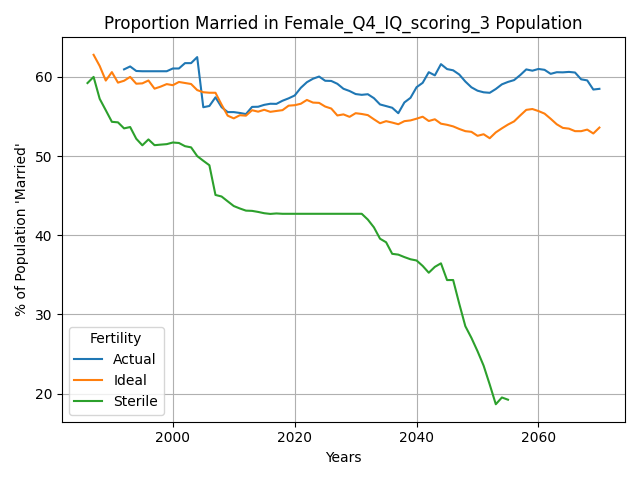 Proportion Married in Female_Q4_IQ_scoring_3 Population
% of Population 'Married'
60
50
40
30
20
Fertility
Actual
Ideal
Sterile
2000
2020
2040
2060
Years